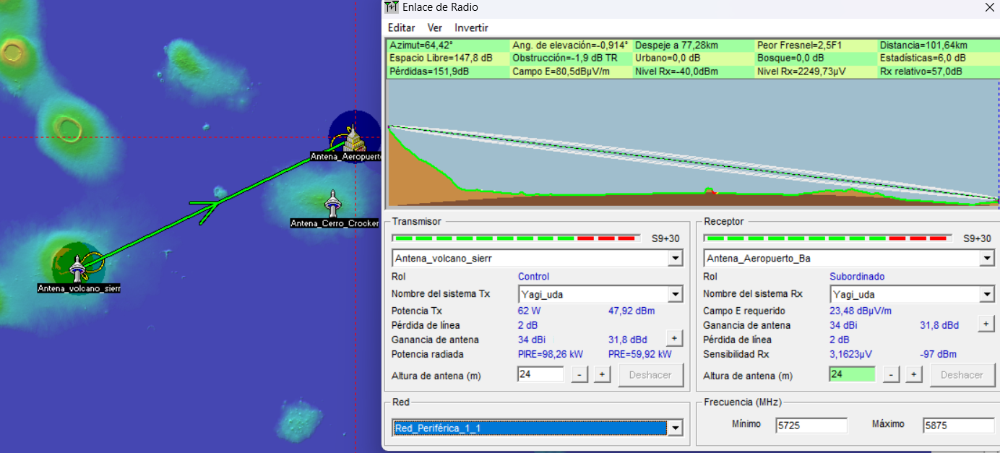 Enlace de Radio
Editar Ver Invertir
Azimut=64,42° Ang. de elevación=-0,914° Despeje a 77,28km Peor Fresnel=2,5F1 Distancia=101,64km
Espacio Libre=147,8 dB Obstrucción=-1,9 dB TR Urbano=0,0 dB Bosque=0,0 dB Estadísticas=6,0 dB
Pérdidas=151,9dB Campo E=80,5dBµV/m Nivel Rx=-40,0dBm Nivel Rx=2249,73µV Rx relativo=57,0dB
Antena_Aeropuerto
Antena_Cerro_Crocker
Antena_volcano_sierr
Transmisor
S9+30
Antena_volcano_sierr
Rol Control
Nombre del sistema Tx Yagi_uda
Potencia Tx 62 W 47,92 dBm
Pérdida de línea 2 dB
Ganancia de antena 34 dBi 31,8 dBd +
Potencia radiada PIRE=98,26 kW PRE=59,92 kW
Altura de antena (m) 24 - + Deshacer
Receptor
S9+30
Antena_Aeropuerto_Ba
Rol Subordinado
Nombre del sistema Rx Yagi_uda
Campo E requerido 23,48 dBµV/m
Ganancia de antena 34 dBi 31,8 dBd +
Pérdida de línea 2 dB
Sensibilidad Rx 3,1623µV -97 dBm
Altura de antena (m) 24 - + Deshacer
Red
Red_Periférica_1_1
Frecuencia (MHz)
Mínimo 5725 Máximo 5875